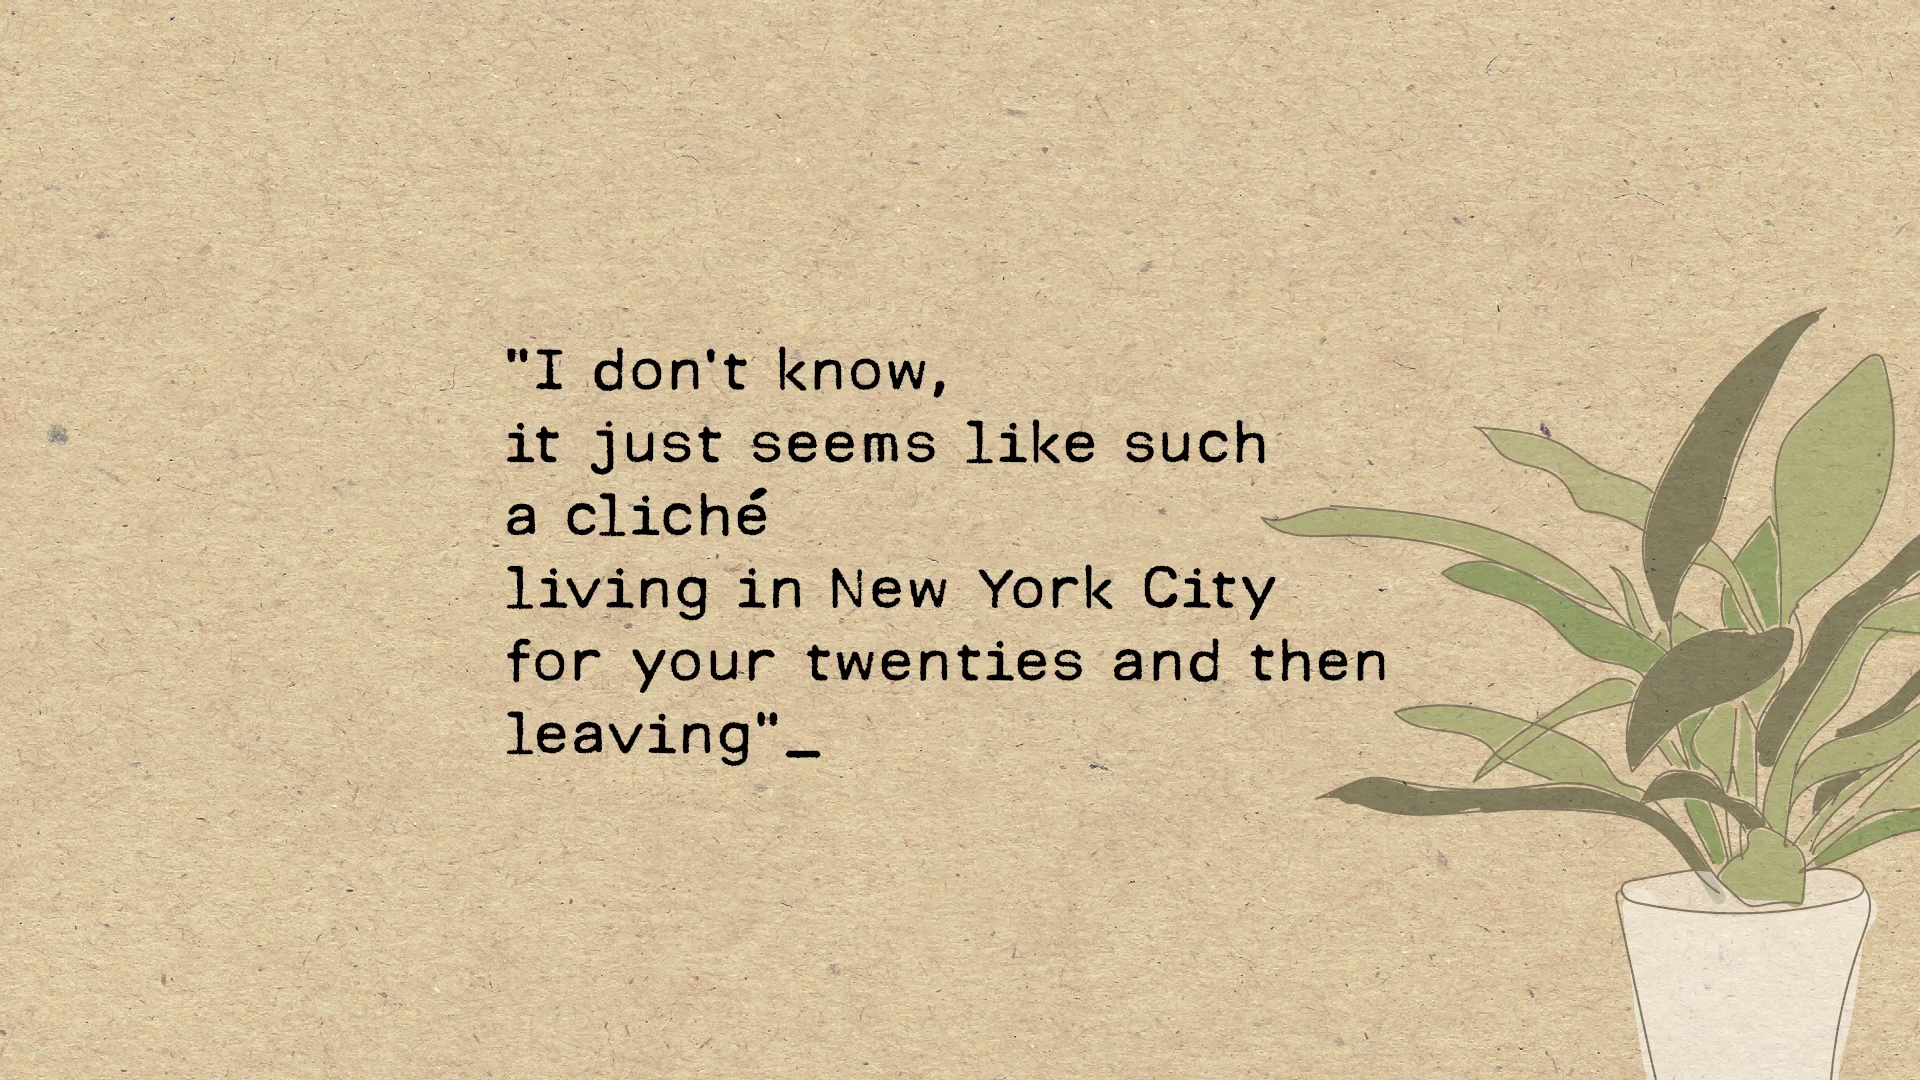 "I don't know,
it just seems like such
a cliché
living in New York City
for your twenties and then
leaving"_